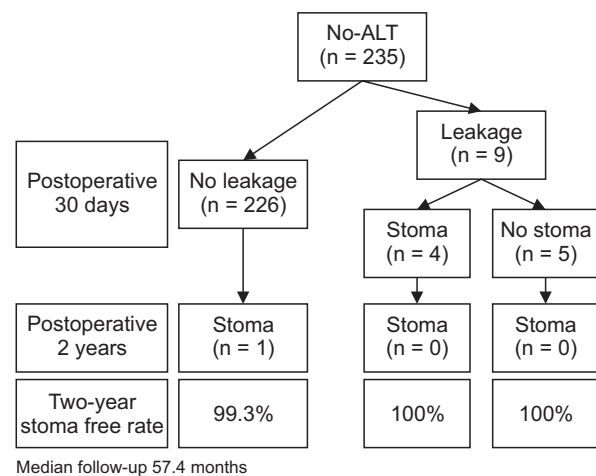 No-ALT
(n = 235)
Leakage
(n = 9)
Postoperative
30 days
No leakage
(n = 226)
Stoma
(n = 4)
No stoma
(n = 5)
Postoperative
2 years
Stoma
(n = 1)
Stoma
(n = 0)
Stoma
(n = 0)
Two-year
stoma free rate
99.3%
100%
100%
Median follow-up 57.4 months